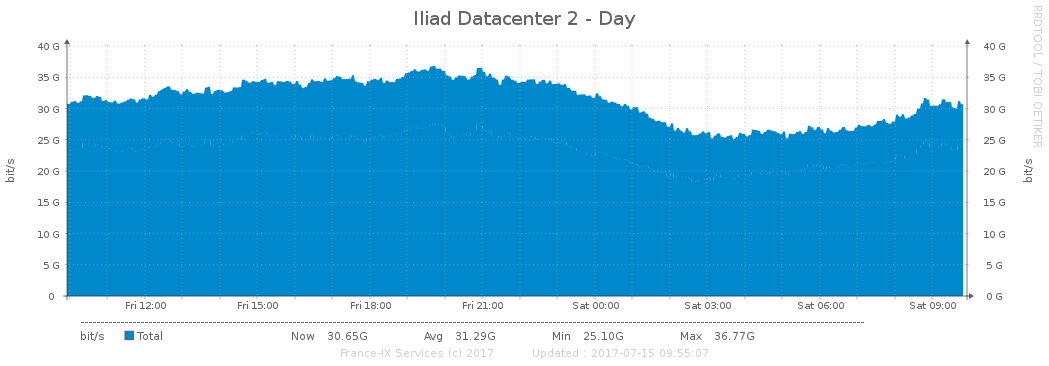 Iliad Datacenter 2 - Day
RRDTOOL / TOBI OETIKER
40 G 40 G
35 G 35 G
30 G 30 G
25 G 25 G
20 G 20 G
15 G 15 G
10 G 10 G
5 G 5 G
0 0 G
bit/s
bit/s
Fri 12:00 Fri 15:00 Fri 18:00 Fri 21:00 Sat 00:00 Sat 03:00 Sat 06:00 Sat 09:00
bit/s Total Now 30.65G Avg 31.29G Min 25.10G Max 36.77G
France-IX Services (c) 2017 Updated : 2017-07-15 09:55:07